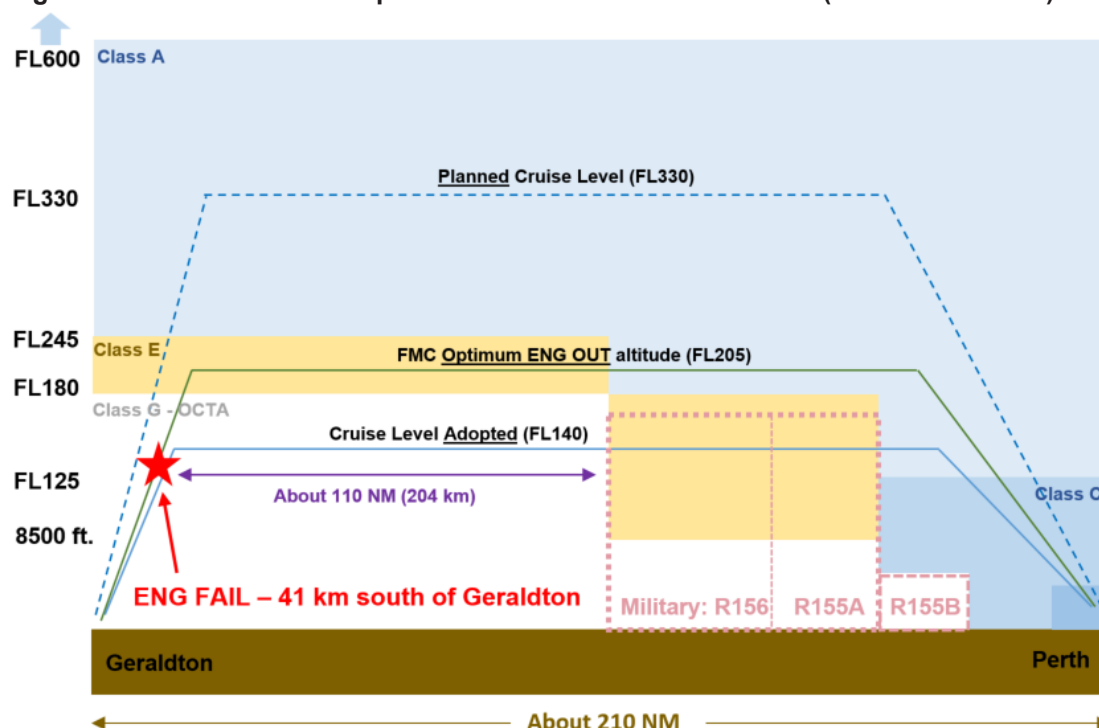 FL600
Class A
Planned Cruise Level (FL330)
FL330
FL245
Class E
FMC Optimum ENG OUT altitude (FL205)
FL180
Class G - OCTA
Cruise Level Adopted (FL140)
FL125
About 110 NM (204 km)
Class C
8500 ft.
ENG FAIL – 41 km south of Geraldton
Military: R156
R155A
R155B
Geraldton
Perth
About 210 NM